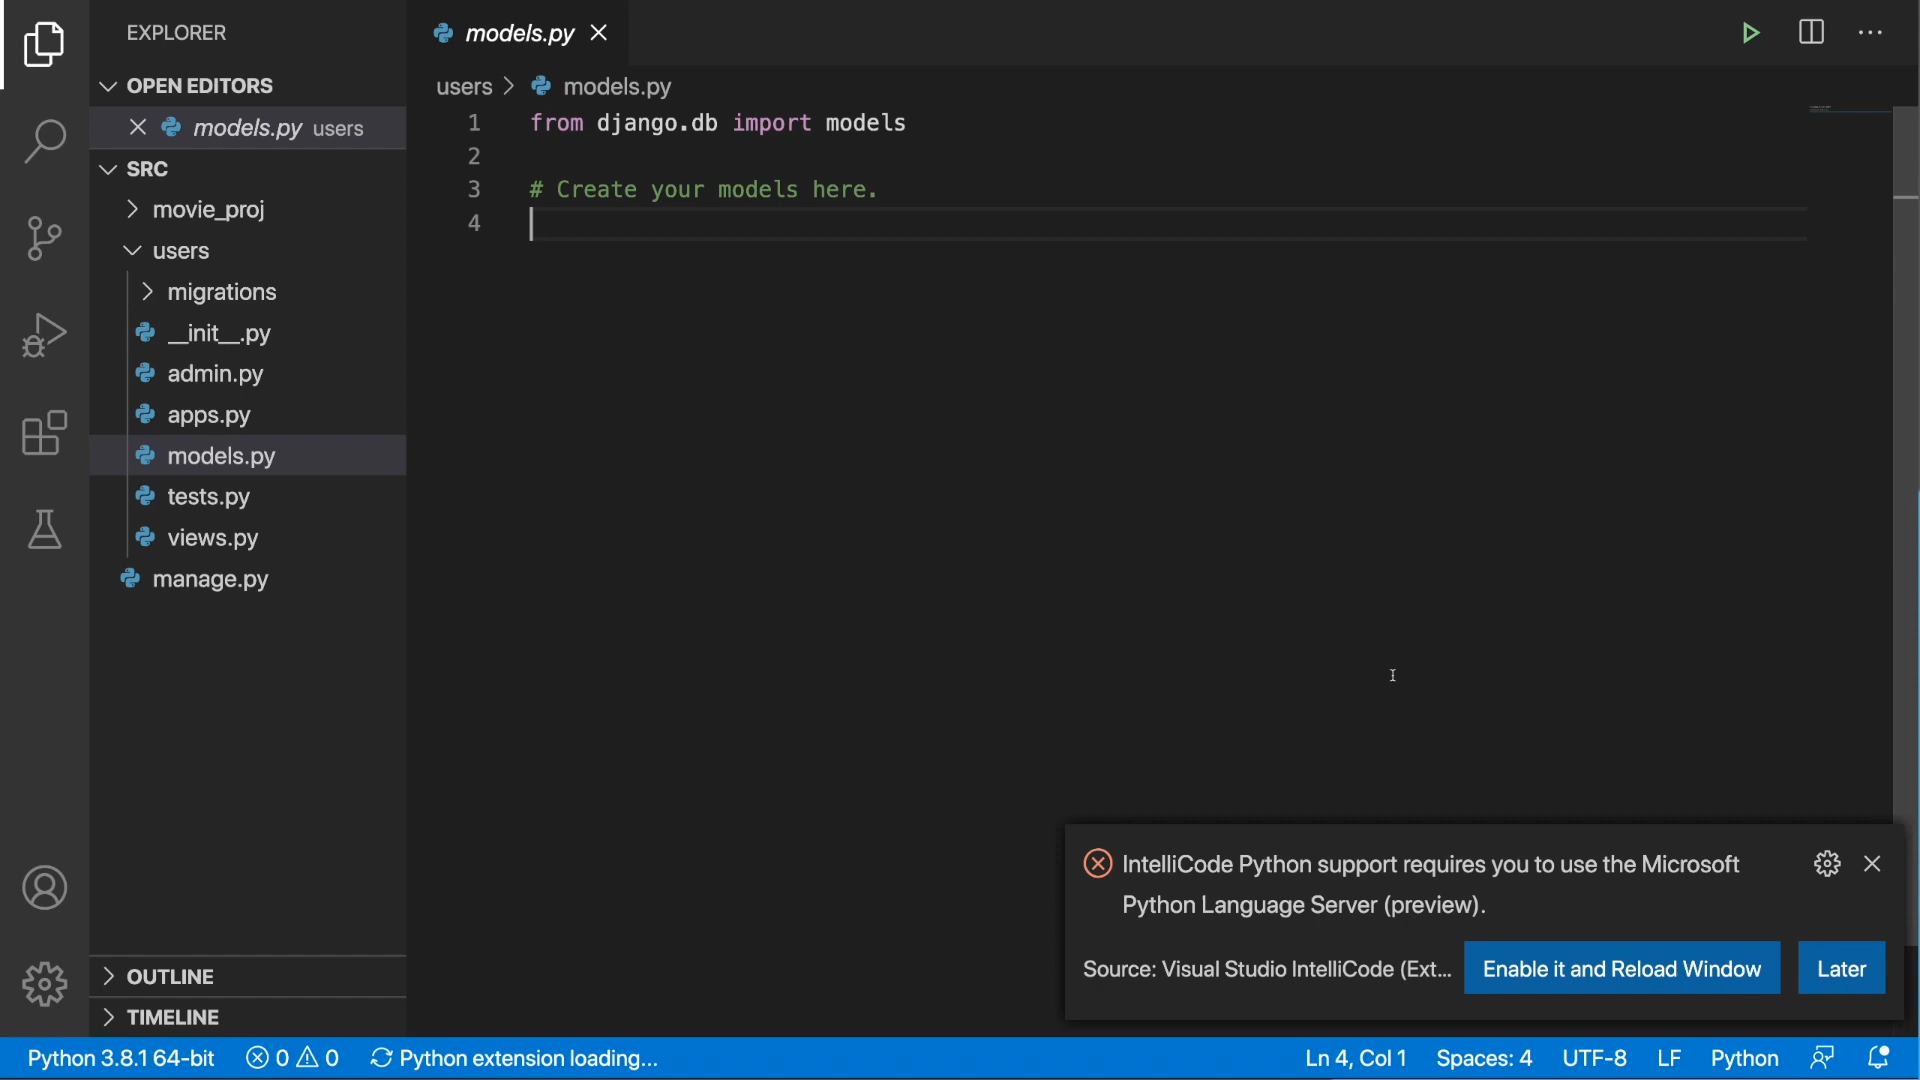 EXPLORER
OPEN EDITORS
models.py users
SRC
movie_proj
users
migrations
__init__.py
admin.py
apps.py
models.py
tests.py
views.py
manage.py
OUTLINE
TIMELINE
models.py
users > models.py
1 from django.db import models
2
3 # Create your models here.
4
IntelliCode Python support requires you to use the Microsoft
Python Language Server (preview).
Source: Visual Studio IntelliCode (Ext...
Enable it and Reload Window
Later
Python 3.8.1 64-bit 0 0 Python extension loading... Ln 4, Col 1 Spaces: 4 UTF-8 LF Python